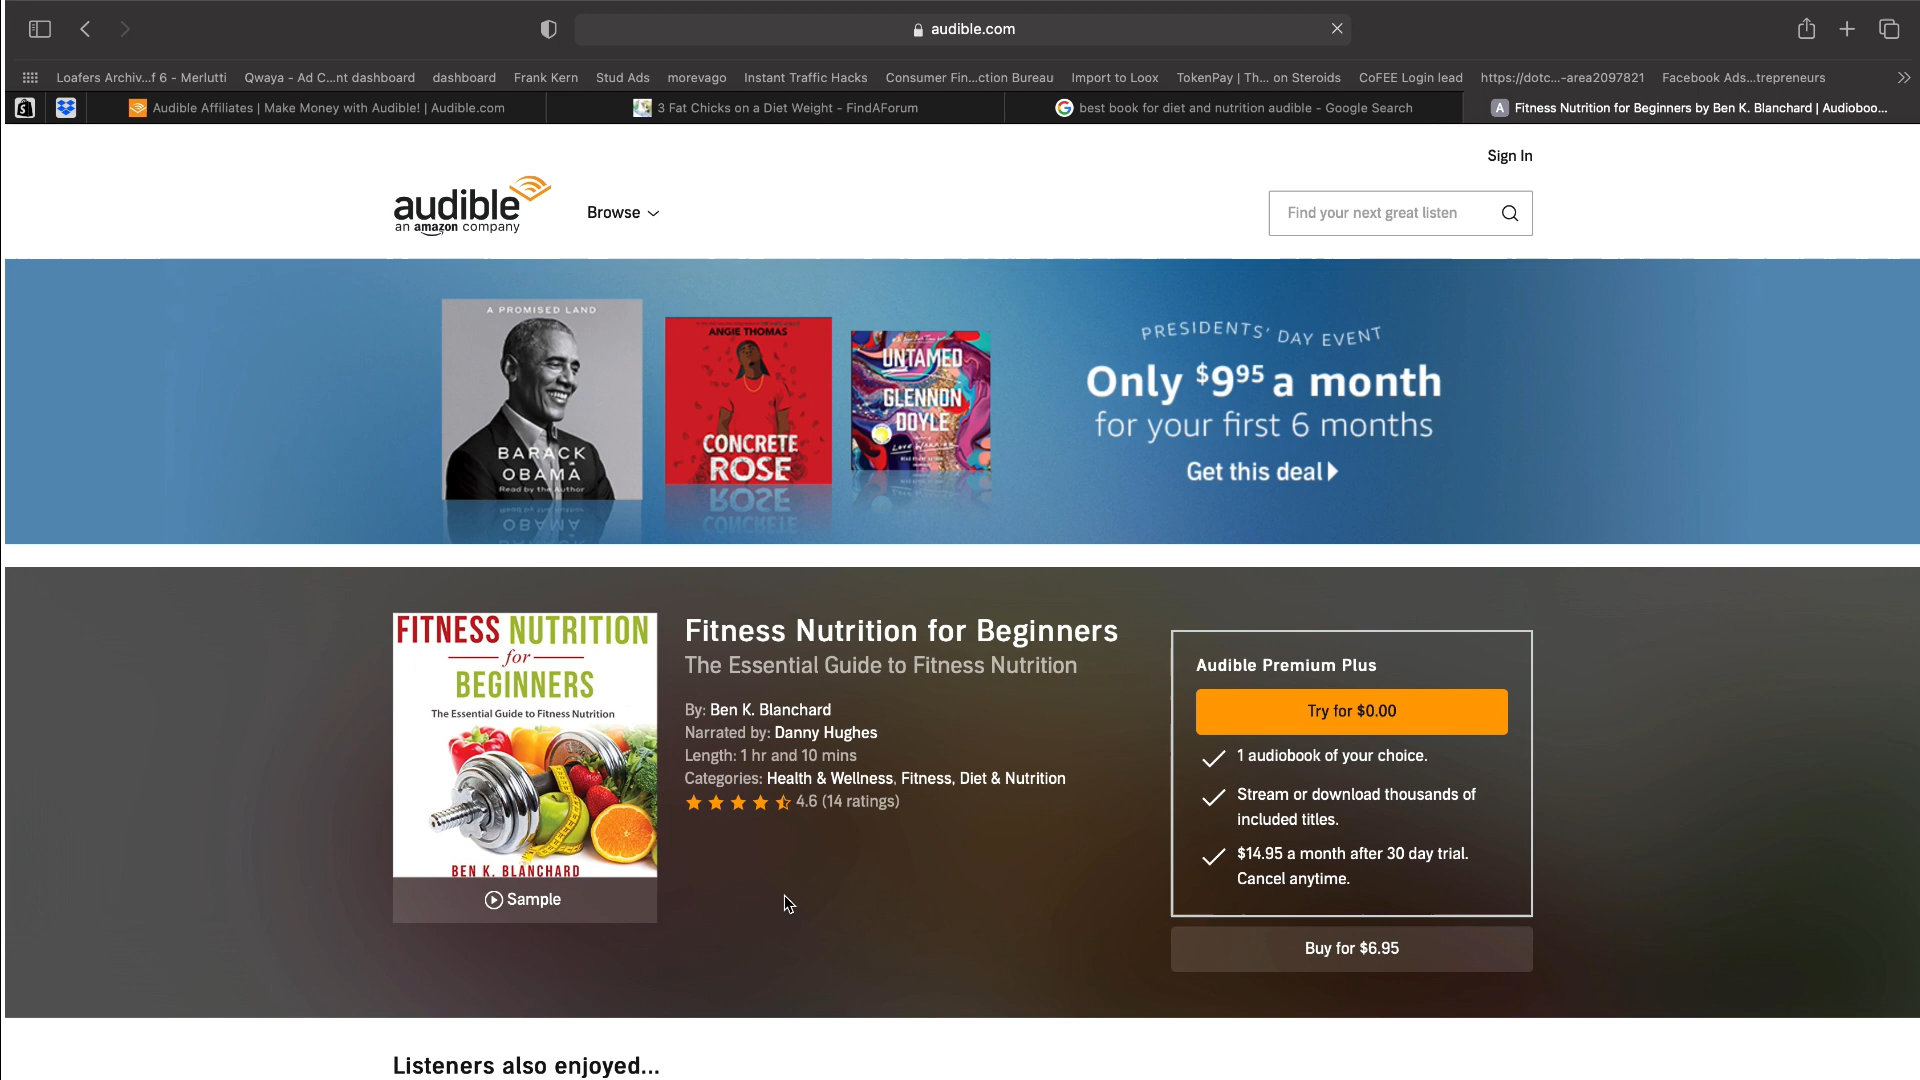 audible.com
Loafers Archiv...f 6 - Merlutti
Qwaya - Ad C...nt dashboard
dashboard
Frank Kern
Stud Ads
morevago
Instant Traffic Hacks
Consumer Fin...ction Bureau
Import to Loox
TokenPay | Th... on Steroids
CoFEE Login lead
https://dotc...-area2097821
Facebook Ads...trepreneurs
Audible Affiliates | Make Money with Audible! | Audible.com
3 Fat Chicks on a Diet Weight - FindAForum
best book for diet and nutrition audible - Google Search
A
Fitness Nutrition for Beginners by Ben K. Blanchard | Audioboo...
Sign In
audible
an amazon company
Browse
Find your next great listen
A PROMISED LAND
BARACK
OBAMA
Read by the Author
ANGIE THOMAS
CONCRETE
ROSE
UNTAMED
GLENNON
DOYLE
PRESIDENTS' DAY EVENT
Only $995 a month
for your first 6 months
Get this deal
FITNESS NUTRITION
for
BEGINNERS
The Essential Guide to Fitness Nutrition
BEN K. BLANCHARD
Sample
Fitness Nutrition for Beginners
The Essential Guide to Fitness Nutrition
By: Ben K. Blanchard
Narrated by: Danny Hughes
Length: 1 hr and 10 mins
Categories: Health & Wellness, Fitness, Diet & Nutrition
4.6 (14 ratings)
Audible Premium Plus
Try for $0.00
1 audiobook of your choice.
Stream or download thousands of
included titles.
$14.95 a month after 30 day trial.
Cancel anytime.
Buy for $6.95
Listeners also enjoyed...